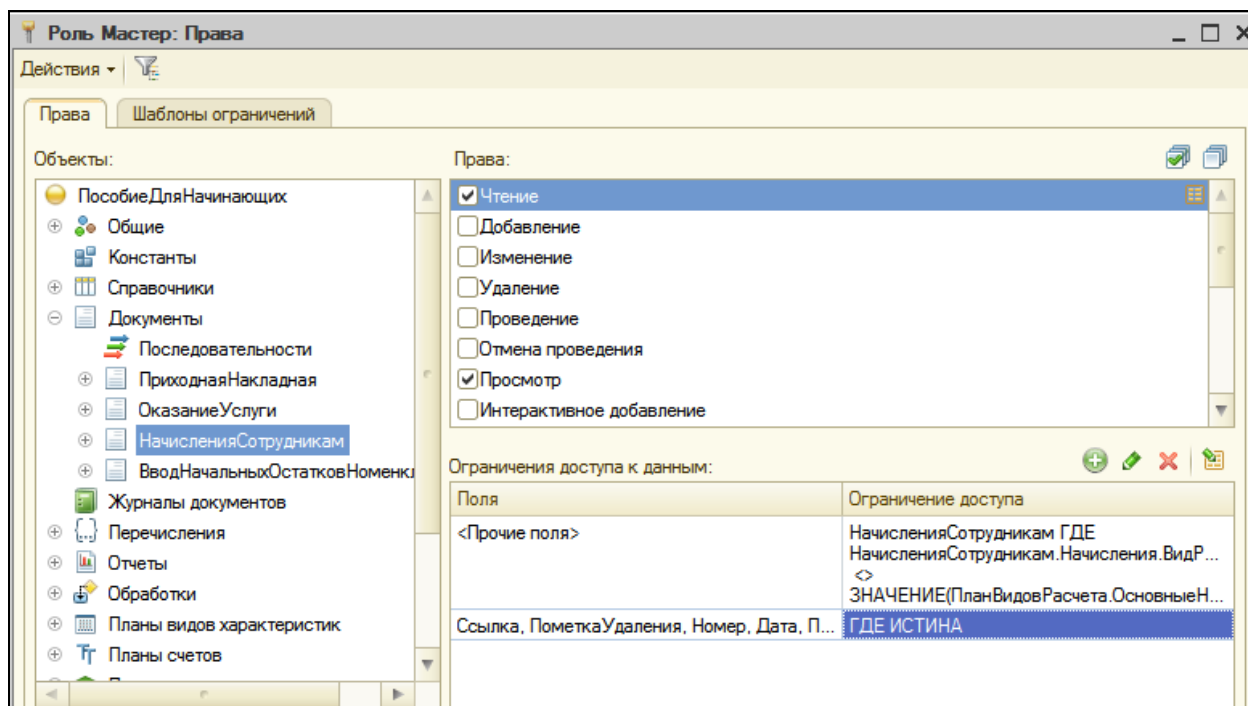 Роль Мастер: Права
Действия
Права
Шаблоны ограничений
Объекты:
ПособиеДляНачинающих
Общие
Константы
Справочники
Документы
Последовательности
ПриходнаяНакладная
ОказаниеУслуги
НачисленияСотрудникам
ВводНачальныхОстатковНоменкл
Журналы документов
Перечисления
Отчеты
Обработки
Планы видов характеристик
Планы счетов
Права:
Чтение
Добавление
Изменение
Удаление
Проведение
Отмена проведения
Просмотр
Интерактивное добавление
Ограничения доступа к данным:
Поля
Ограничение доступа
<Прочие поля>
НачисленияСотрудникам ГДЕ
НачисленияСотрудникам.Начисления.ВидР...
<>
ЗНАЧЕНИЕ(ПланВидовРасчета.ОсновныеН...
Ссылка, ПометкаУдаления, Номер, Дата, П...
ГДЕ ИСТИНА